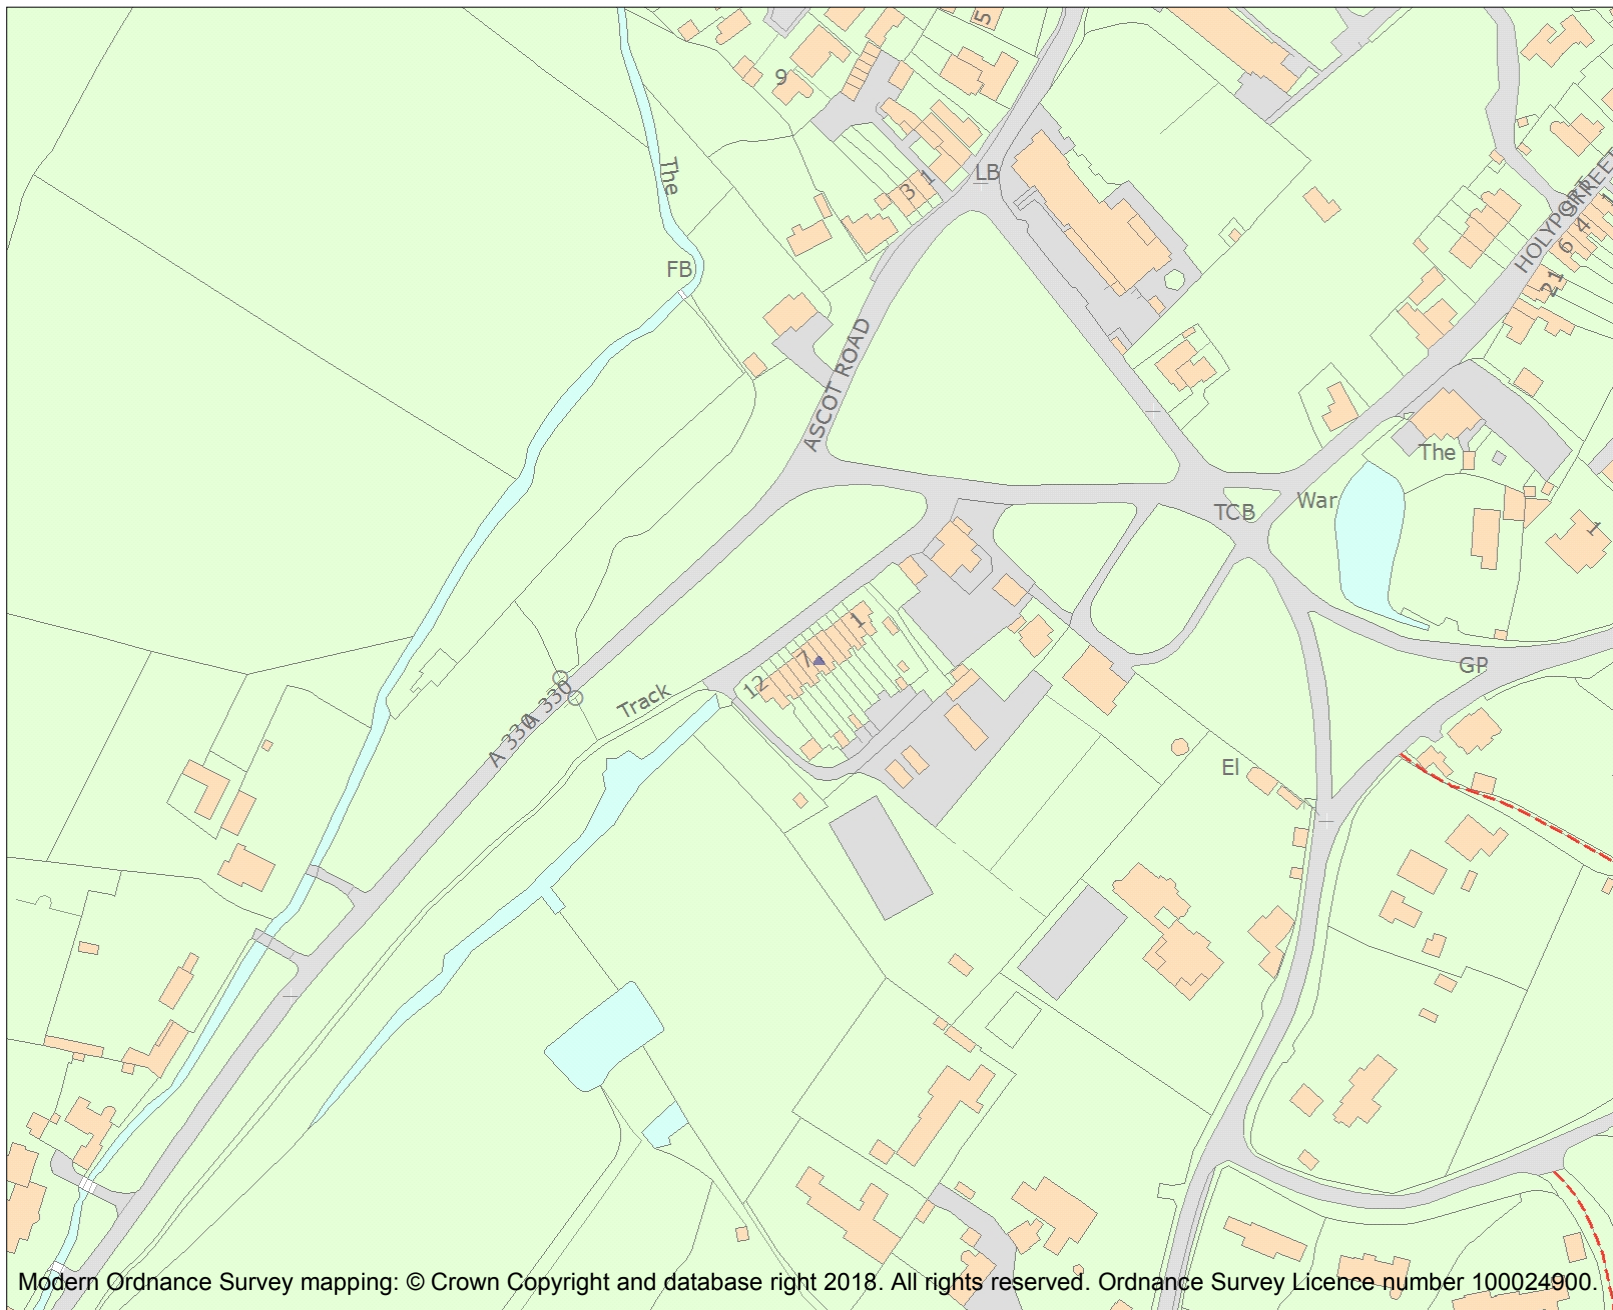 5
9
The
LB
3
1
FB
HOLYPORT
STREET
1
4
6
21
ASCOT ROAD
The
War
TCB
1
1
7
12
GP
Track
A 330
A 330
El
Modern Ordnance Survey mapping: © Crown Copyright and database right 2018. All rights reserved. Ordnance Survey Licence number 100024900.